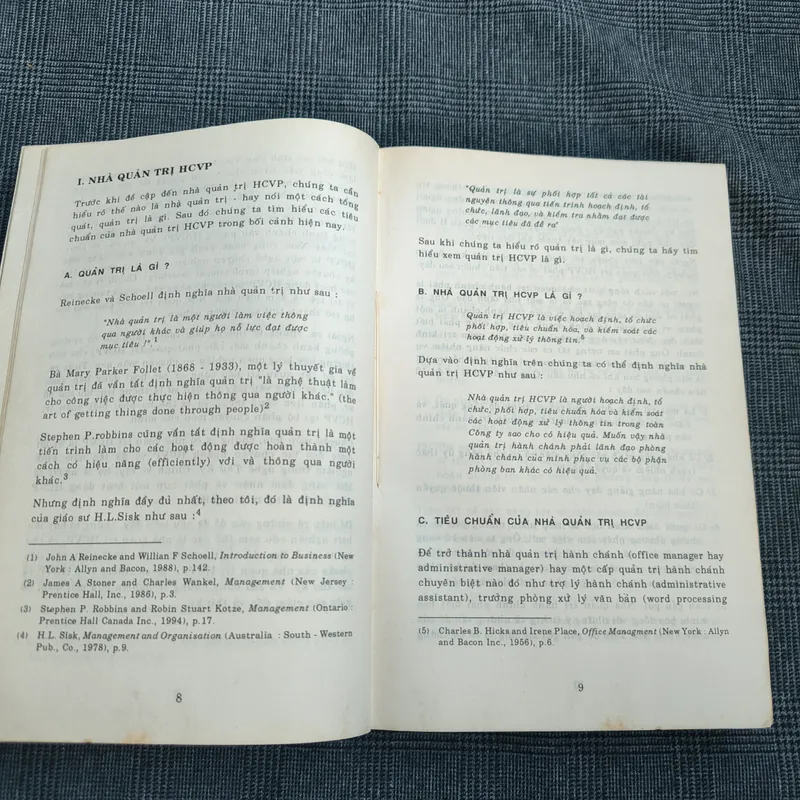 I. NHÀ QUẢN TRỊ HCVP
Trước khi đề cập đến nhà quản trị HCVP, chúng ta cần
hiểu rõ thế nào là nhà quản trị - hay nói một cách tổng
quát, quản trị là gì. Sau đó chúng ta tìm hiểu các tiêu
chuẩn của nhà quản trị HCVP trong bối cảnh hiện nay.
A. QUẢN TRỊ LÀ GÌ ?
Reinecke và Schoell định nghĩa nhà quản trị như sau :
"Nhà quản trị là một người làm việc thông
qua người khác và giúp họ nỗ lực đạt được
mục tiêu !".1
Bà Mary Parker Follet (1868 - 1933), một lý thuyết gia về
quản trị đã vắn tắt định nghĩa quản trị "là nghệ thuật làm
cho công việc được thực hiện thông qua người khác." (the
art of getting things done through people)2
Stephen P.robbins cũng vắn tắt định nghĩa quản trị là một
tiến trình làm cho các hoạt động được hoàn thành một
cách có hiệu năng (efficiently) với và thông qua người
khác.3
Nhưng định nghĩa đầy đủ nhất, theo tôi, đó là định nghĩa
của giáo sư H.L.Sisk như sau :4
(1) John A Reinecke and Willian F Schoell, Introduction to Business (New
York : Allyn and Bacon, 1988), p.142.
(2) James A Stoner and Charles Wankel, Management (New Jersey :
Prentice Hall, Inc., 1986), p.3.
(3) Stephen P. Robbins and Robin Stuart Kotze, Management (Ontario :
Prentice Hall Canada Inc., 1994), p.17.
(4) H.L. Sisk, Management and Organisation (Australia : South - Western
Pub., Co., 1978), p.9.
8
"Quản trị là sự phối hợp tất cả các tài
nguyên thông qua tiến trình hoạch định, tổ
chức, lãnh đạo, và kiểm tra nhằm đạt được
các mục tiêu đã đề ra"
Sau khi chúng ta hiểu rõ quản trị là gì, chúng ta hãy tìm
hiểu xem quản trị HCVP là gì.
B. NHÀ QUẢN TRỊ HCVP LÀ GÌ ?
Quản trị HCVP là việc hoạch định, tổ chức
phối hợp, tiêu chuẩn hóa, và kiểm soát các
hoạt động xử lý thông tin.5
Dựa vào định nghĩa trên chúng ta có thể định nghĩa nhà
quản trị HCVP như sau :
Nhà quản trị HCVP là người hoạch định, tổ
chức, phối hợp, tiêu chuẩn hóa và kiểm soát
các hoạt động xử lý thông tin trong toàn
Công ty sao cho có hiệu quả. Muốn vậy nhà
quản trị hành chánh phải lãnh đạo phòng
hành chánh của mình phục vụ các bộ phận
phòng ban khác có hiệu quả.
C. TIÊU CHUẨN CỦA NHÀ QUẢN TRỊ HCVP
Để trở thành nhà quản trị hành chánh (office manager hay
administrative manager) hay một cấp quản trị hành chánh
chuyên biệt nào đó như trợ lý hành chánh (administrative
assistant), trưởng phòng xử lý văn bản (word processing
(5) Charles B. Hicks and Irene Place, Office Managment (New York : Allyn
and Bacon Inc., 1956), p.6.
9